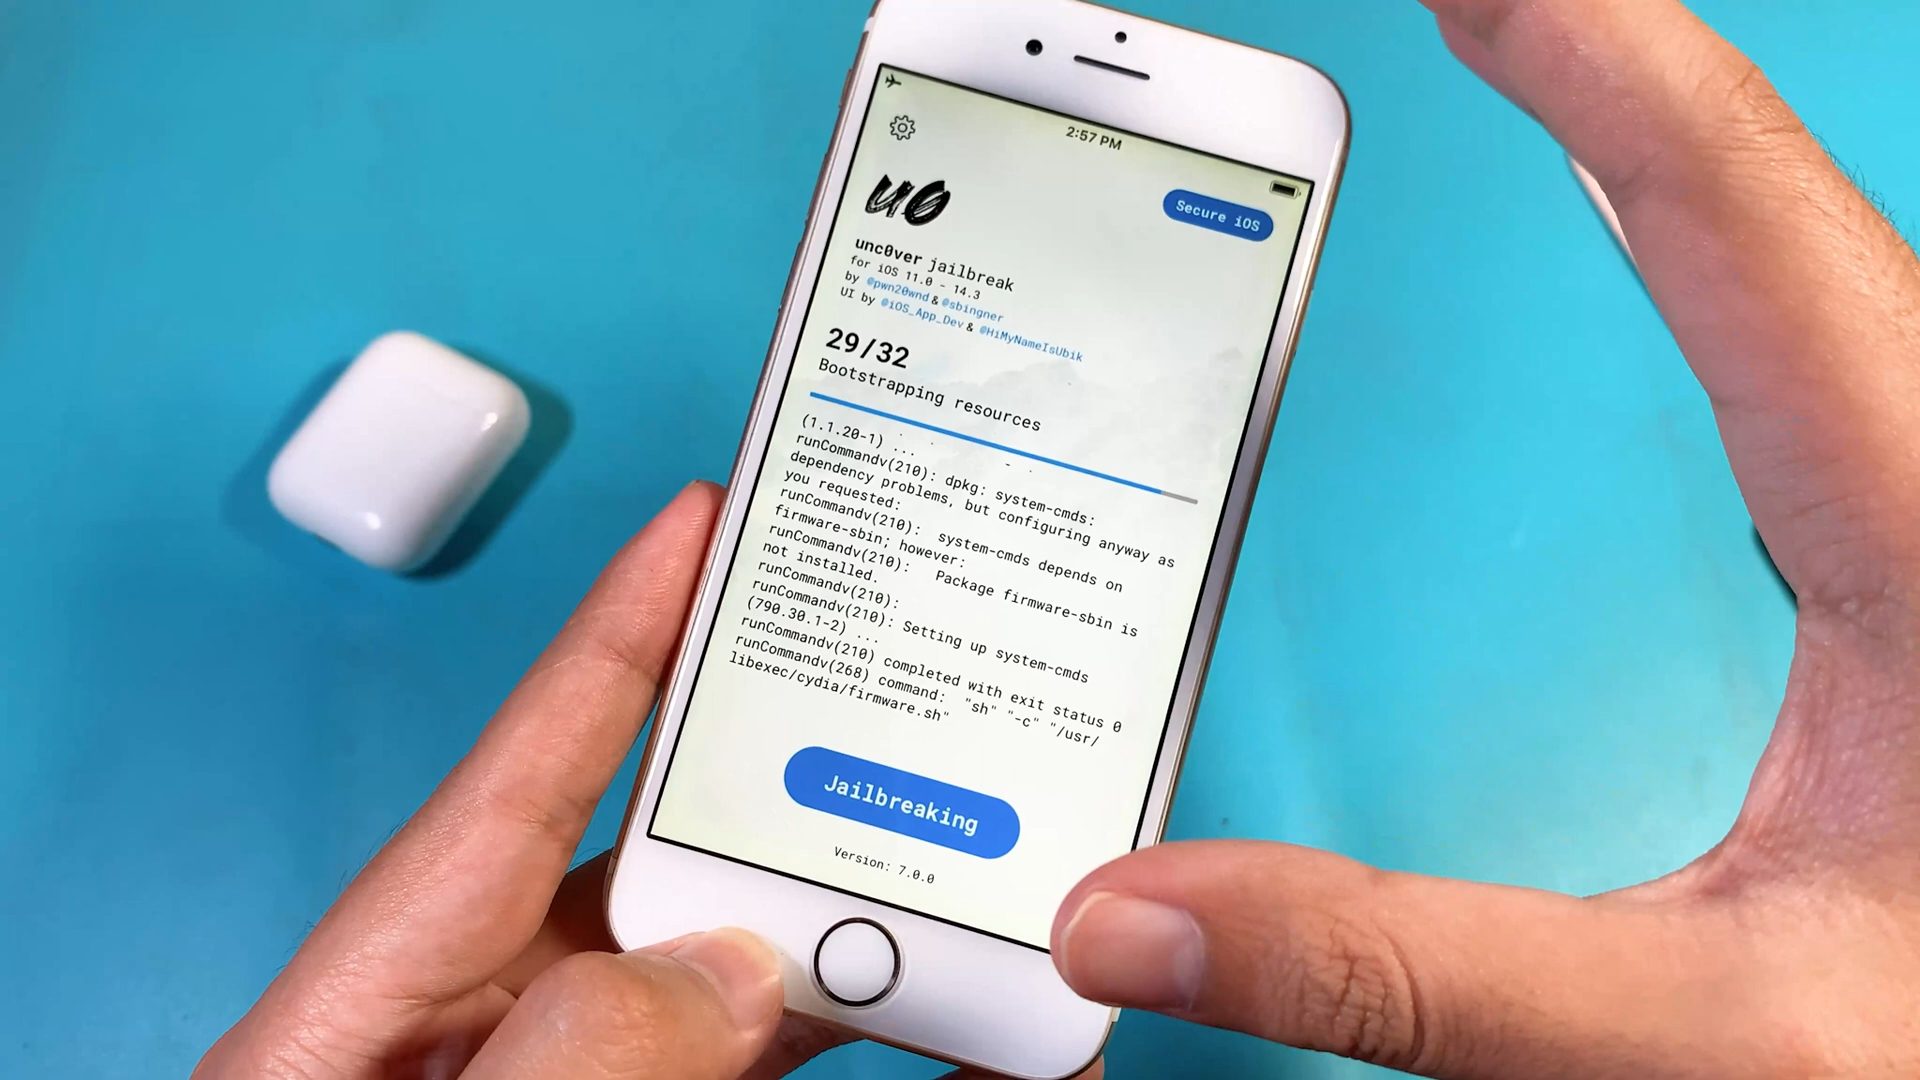 2:57 PM
Secure iOS
u0
unc0ver jailbreak
for iOS 11.0 - 14.3
by @pwn20wnd & @sbingner
UI by @iOS_App_Dev & @HiMyNameIsUbik
29/32
Bootstrapping resources
(1.1.20-1) ...
runCommandv(210): dpkg: system-cmds:
dependency problems, but configuring anyway as
you requested:
runCommandv(210): system-cmds depends on
firmware-sbin; however:
runCommandv(210): Package firmware-sbin is
not installed.
runCommandv(210):
runCommandv(210): Setting up system-cmds
(790.30.1-2) ...
runCommandv(210) completed with exit status 0
runCommandv(268) command: "sh" "-c" "/usr/
libexec/cydia/firmware.sh"
Jailbreaking
Version: 7.0.0